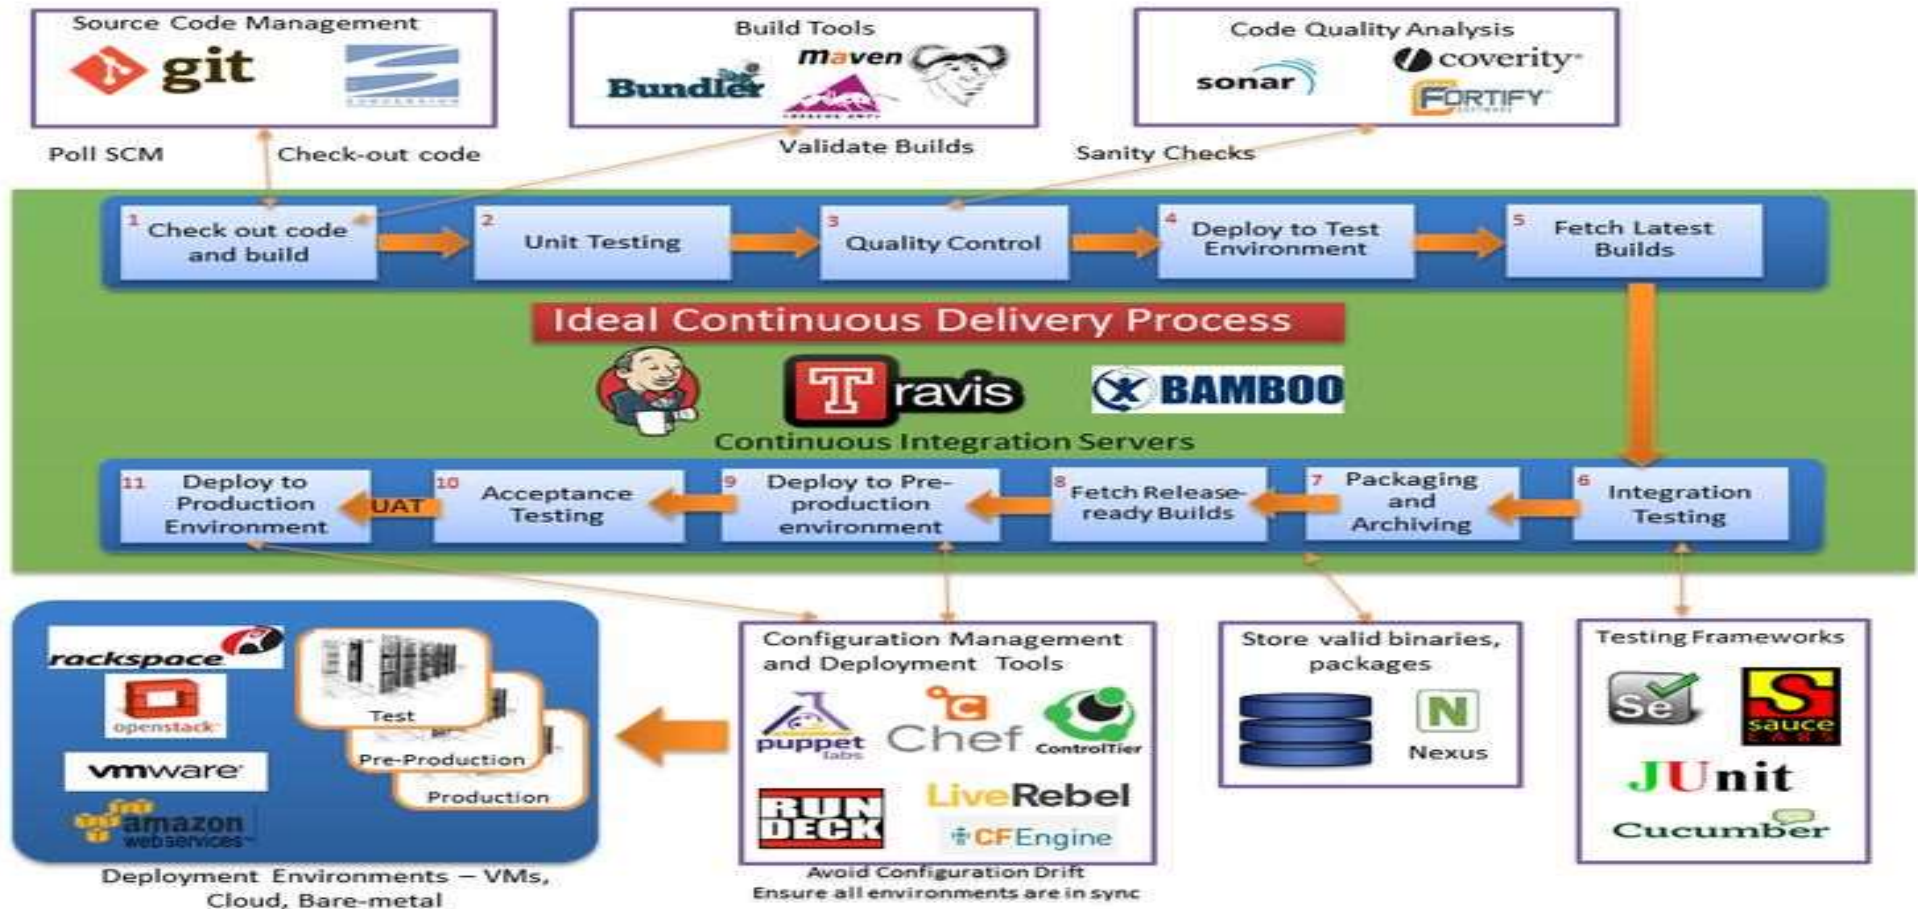 Source Code Management
git
Build Tools
maven
Bundler
Code Quality Analysis
coverity
sonar
FORTIFY
Poll SCM
Check-out code
Validate Builds
Sanity Checks
1
Check out code
and build
2
Unit Testing
3
Quality Control
4
Deploy to Test
Environment
5
Fetch Latest
Builds
Ideal Continuous Delivery Process
Travis
BAMBOO
Continuous Integration Servers
11
Deploy to
Production
Environment
UAT
10
Acceptance
Testing
9
Deploy to Pre-
production
environment
8
Fetch Release-
ready Builds
7
Packaging
and
Archiving
6
Integration
Testing
rackspace
openstack
vmware
amazon
webservices
Test
Pre-Production
Production
Deployment Environments – VMs,
Cloud, Bare-metal
Configuration Management
and Deployment Tools
puppet
labs
Chef
ControlTier
RUN
DECK
LiveRebel
CFEngine
Avoid Configuration Drift
Ensure all environments are in sync
Store valid binaries,
packages
N
Nexus
Testing Frameworks
Se
S
sauce
LABS
JUnit
Cucumber